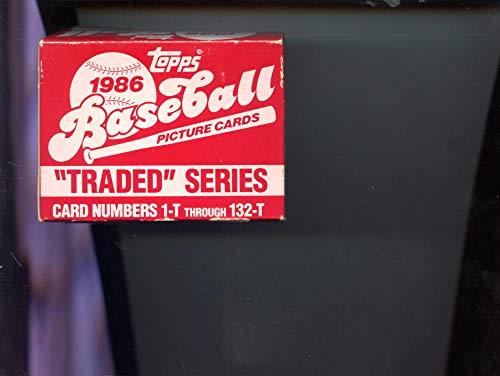 TOPPS
1986
Baseball
PICTURE CARDS
"TRADED" SERIES
CARD NUMBERS 1-T THROUGH 132-T